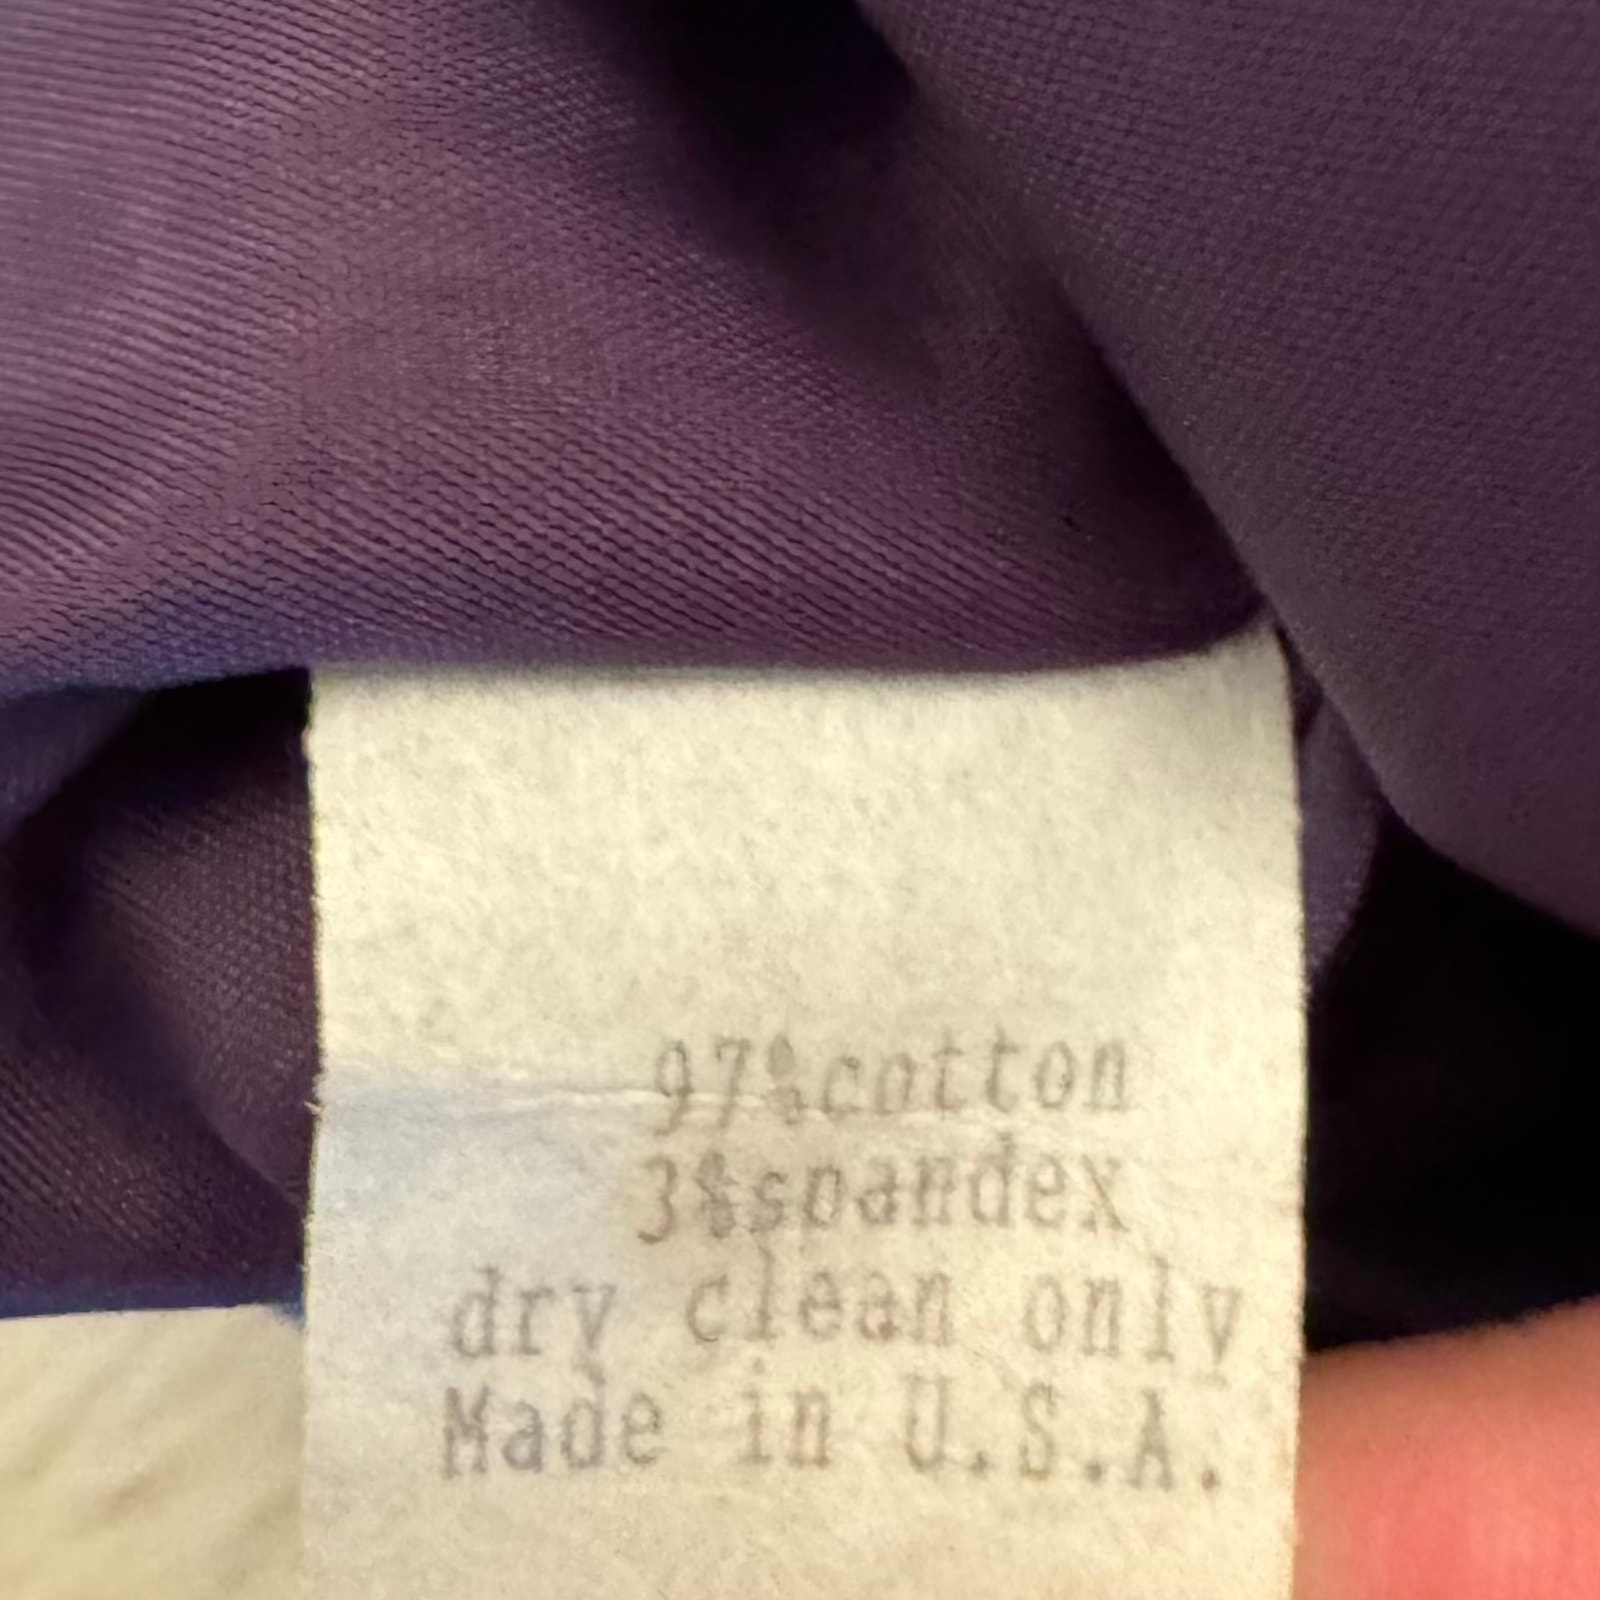 97%cotton
3%spandex
dry clean only
Made in U.S.A.